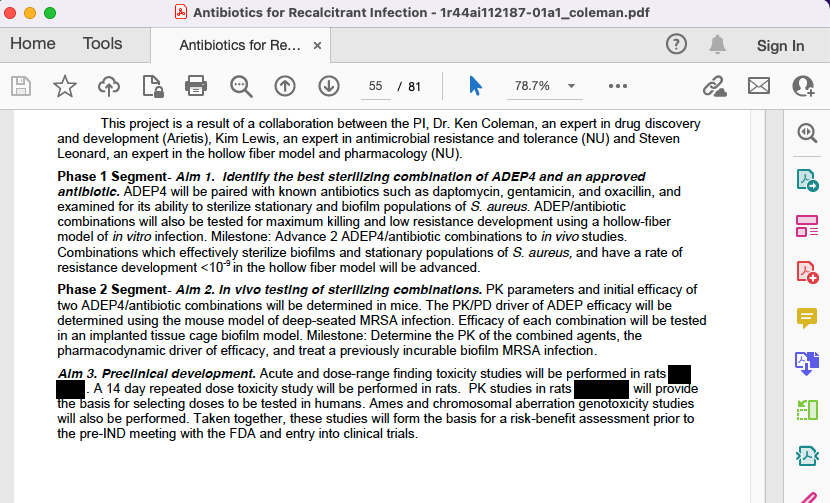 Antibiotics for Recalcitrant Infection - 1r44ai112187-01a1_coleman.pdf
Home Tools Antibiotics for Re... × ? Sign In
55 / 81 78.7% •••
This project is a result of a collaboration between the PI, Dr. Ken Coleman, an expert in drug discovery
and development (Arietis), Kim Lewis, an expert in antimicrobial resistance and tolerance (NU) and Steven
Leonard, an expert in the hollow fiber model and pharmacology (NU).
Phase 1 Segment- Aim 1. Identify the best sterilizing combination of ADEP4 and an approved
antibiotic. ADEP4 will be paired with known antibiotics such as daptomycin, gentamicin, and oxacillin, and
examined for its ability to sterilize stationary and biofilm populations of S. aureus. ADEP/antibiotic
combinations will also be tested for maximum killing and low resistance development using a hollow-fiber
model of in vitro infection. Milestone: Advance 2 ADEP4/antibiotic combinations to in vivo studies.
Combinations which effectively sterilize biofilms and stationary populations of S. aureus, and have a rate of
resistance development <10⁻⁹ in the hollow fiber model will be advanced.
Phase 2 Segment- Aim 2. In vivo testing of sterilizing combinations. PK parameters and initial efficacy of
two ADEP4/antibiotic combinations will be determined in mice. The PK/PD driver of ADEP efficacy will be
determined using the mouse model of deep-seated MRSA infection. Efficacy of each combination will be tested
in an implanted tissue cage biofilm model. Milestone: Determine the PK of the combined agents, the
pharmacodynamic driver of efficacy, and treat a previously incurable biofilm MRSA infection.
Aim 3. Preclinical development. Acute and dose-range finding toxicity studies will be performed in rats
. A 14 day repeated dose toxicity study will be performed in rats. PK studies in rats will provide
the basis for selecting doses to be tested in humans. Ames and chromosomal aberration genotoxicity studies
will also be performed. Taken together, these studies will form the basis for a risk-benefit assessment prior to
the pre-IND meeting with the FDA and entry into clinical trials.